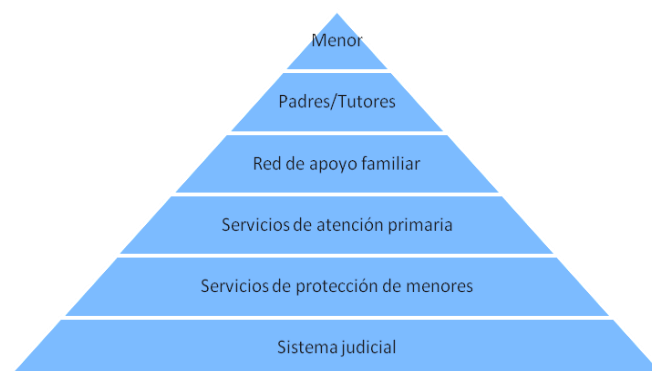 Menor
Padres/Tutores
Red de apoyo familiar
Servicios de atención primaria
Servicios de protección de menores
Sistema judicial